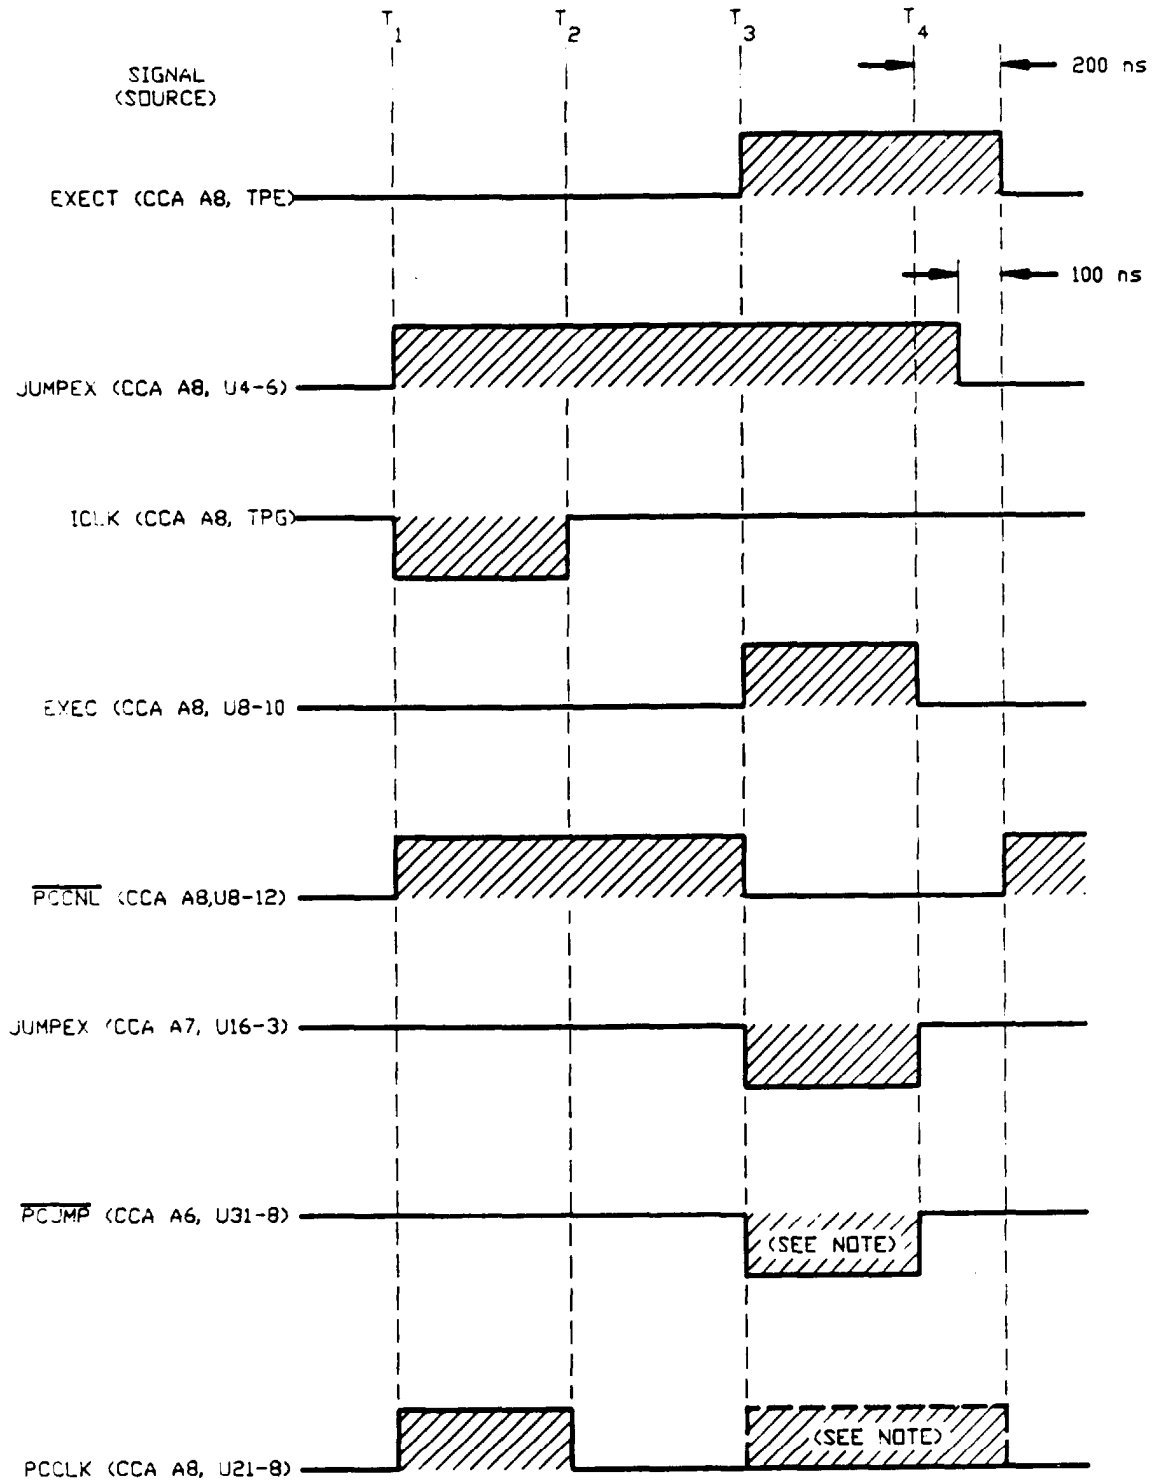 T1 T2 T3 T4
SIGNAL
(SOURCE)
200 ns
EXECT (CCA A8, TPE)
100 ns
JUMPEX (CCA A8, U4-6)
ICLK (CCA A8, TPG)
EXEC (CCA A8, U8-10
PCCNL (CCA A8,U8-12)
JUMPEX (CCA A7, U16-3)
PCJMP (CCA A6, U31-8)
(SEE NOTE)
(SEE NOTE)
PCCLK (CCA A8, U21-8)